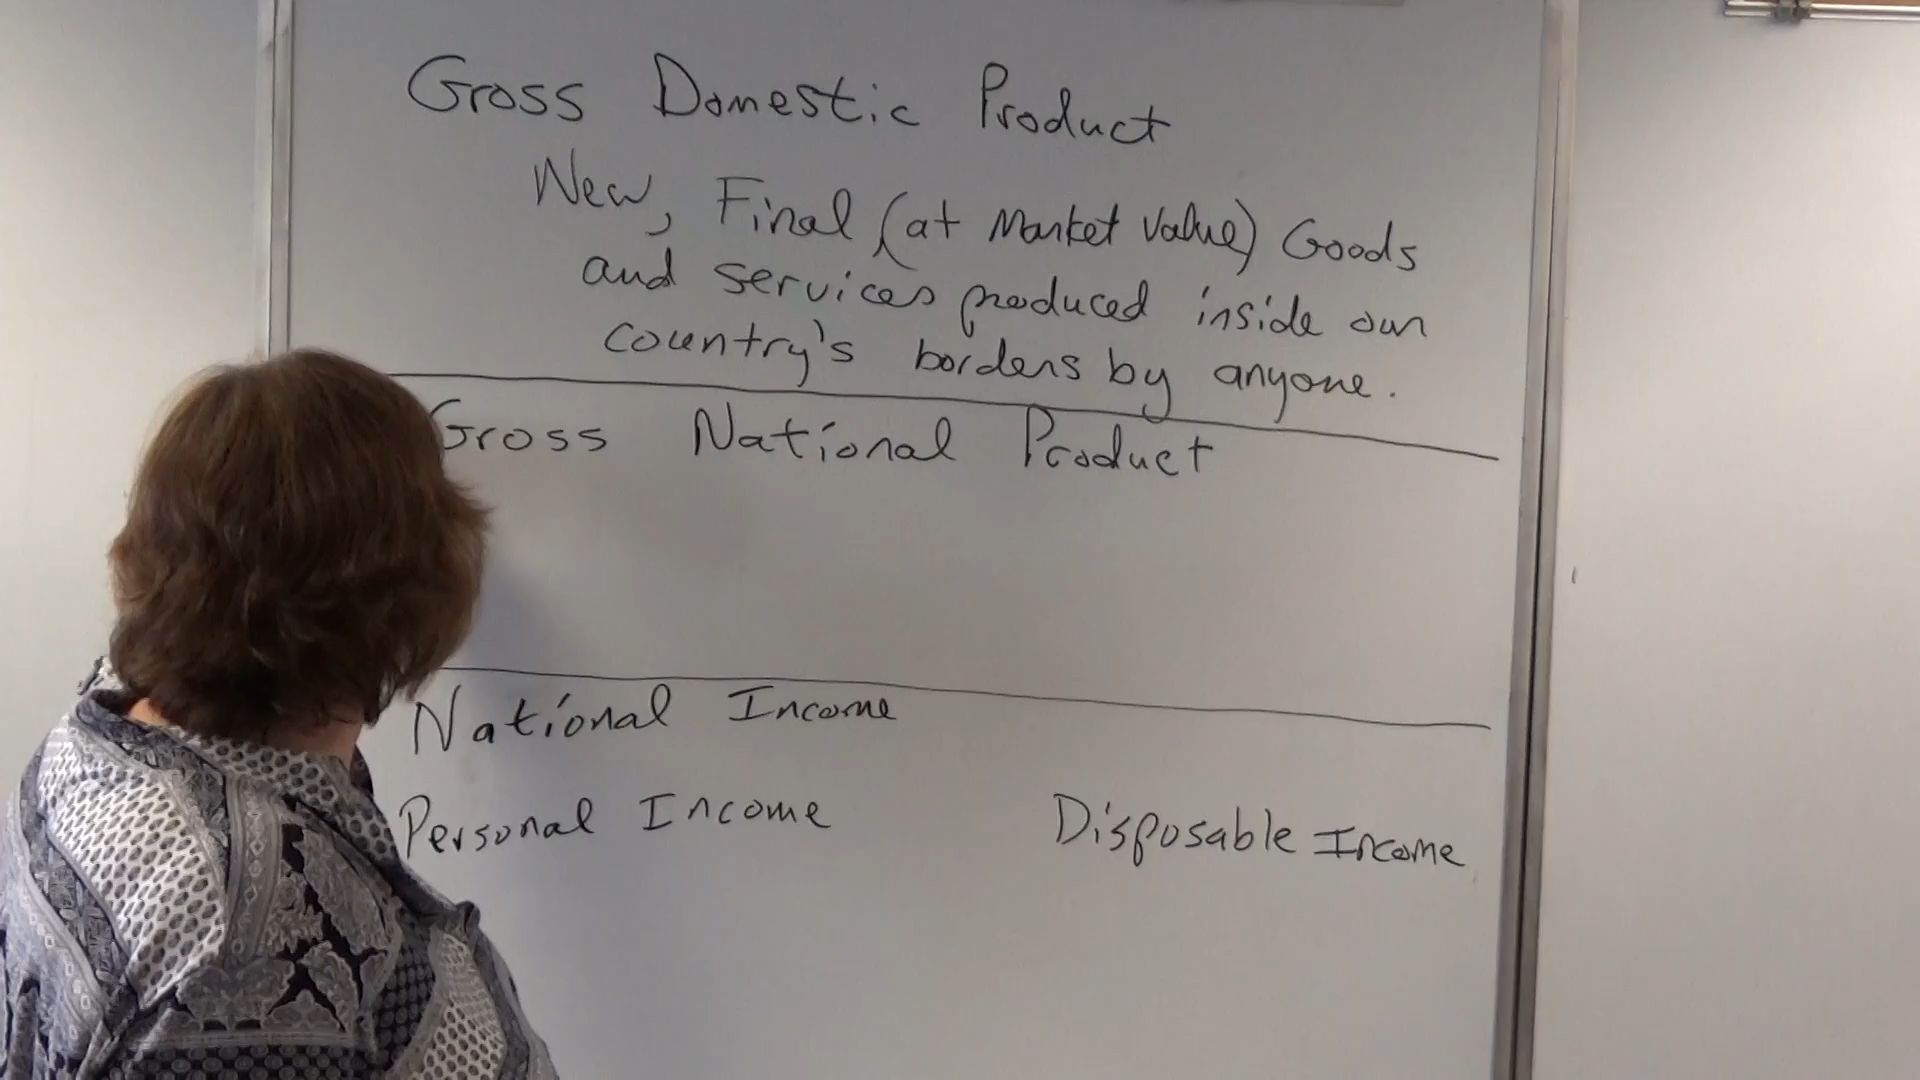 Gross Domestic Product
New, Final (at Market Value) Goods
and services produced inside our
country's borders by anyone.
Gross National Product
National Income
Personal Income Disposable Income